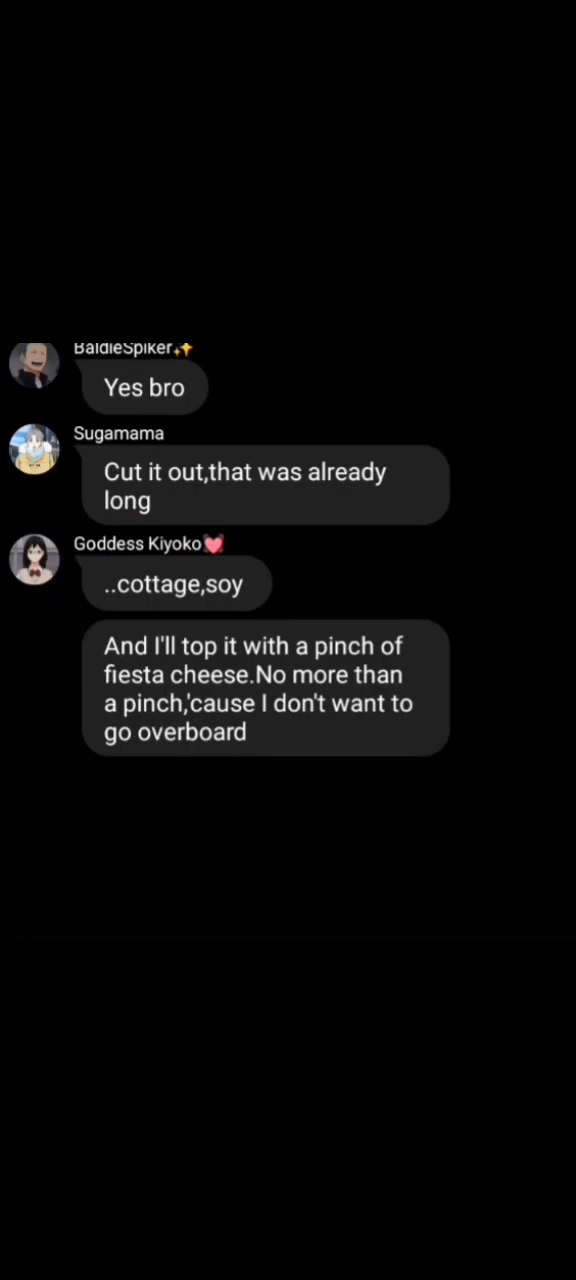 BaldieSpiker✨
Yes bro
Sugamama
Cut it out,that was already
long
Goddess Kiyoko💓
..cottage,soy
And I'll top it with a pinch of
fiesta cheese.No more than
a pinch,'cause I don't want to
go overboard